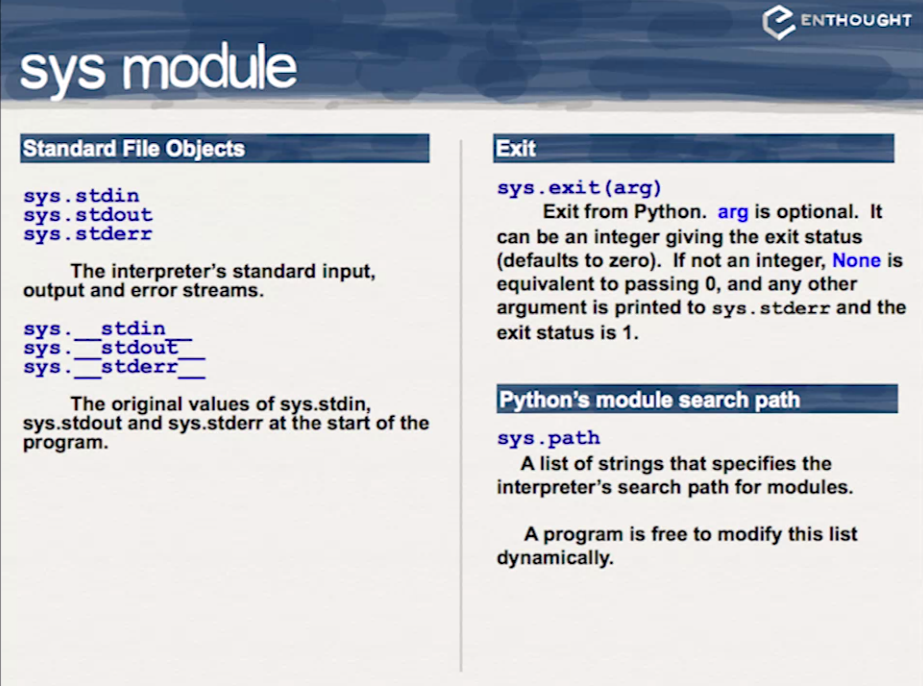 ENTHOUGHT
sys module
Standard File Objects
sys.stdin
sys.stdout
sys.stderr
The interpreter's standard input,
output and error streams.
sys.__stdin__
sys.__stdout__
sys.__stderr__
The original values of sys.stdin,
sys.stdout and sys.stderr at the start of the
program.
Exit
sys.exit(arg)
Exit from Python. arg is optional. It
can be an integer giving the exit status
(defaults to zero). If not an integer, None is
equivalent to passing 0, and any other
argument is printed to sys.stderr and the
exit status is 1.
Python's module search path
sys.path
A list of strings that specifies the
interpreter's search path for modules.
A program is free to modify this list
dynamically.